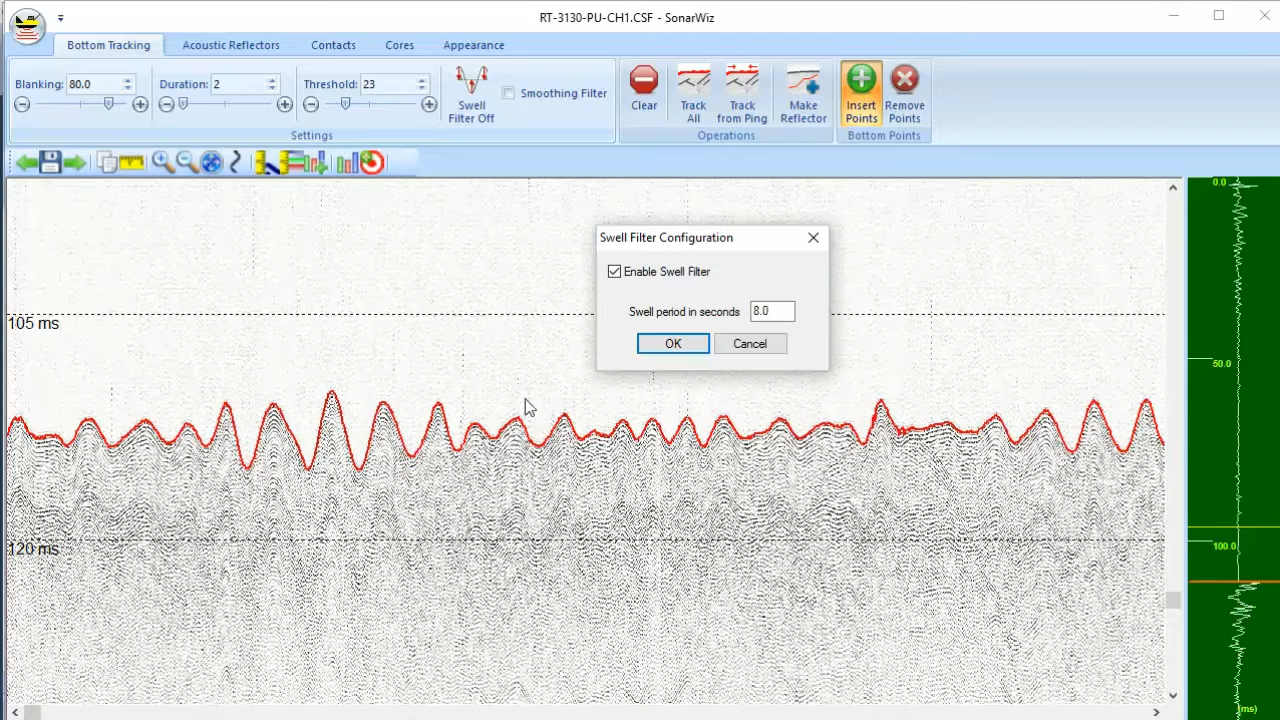 RT-3130-PU-CH1.CSF - SonarWiz
Bottom Tracking Acoustic Reflectors Contacts Cores Appearance
Blanking: 80.0 Duration: 2 Threshold: 23
Swell Filter Off
Smoothing Filter
Settings
Clear
Track All
Track from Ping
Make Reflector
Operations
Insert Points
Remove Points
Bottom Points
Swell Filter Configuration
Enable Swell Filter
Swell period in seconds 8.0
OK Cancel
105 ms
120 ms
0.0
50.0
100.0
(ms)